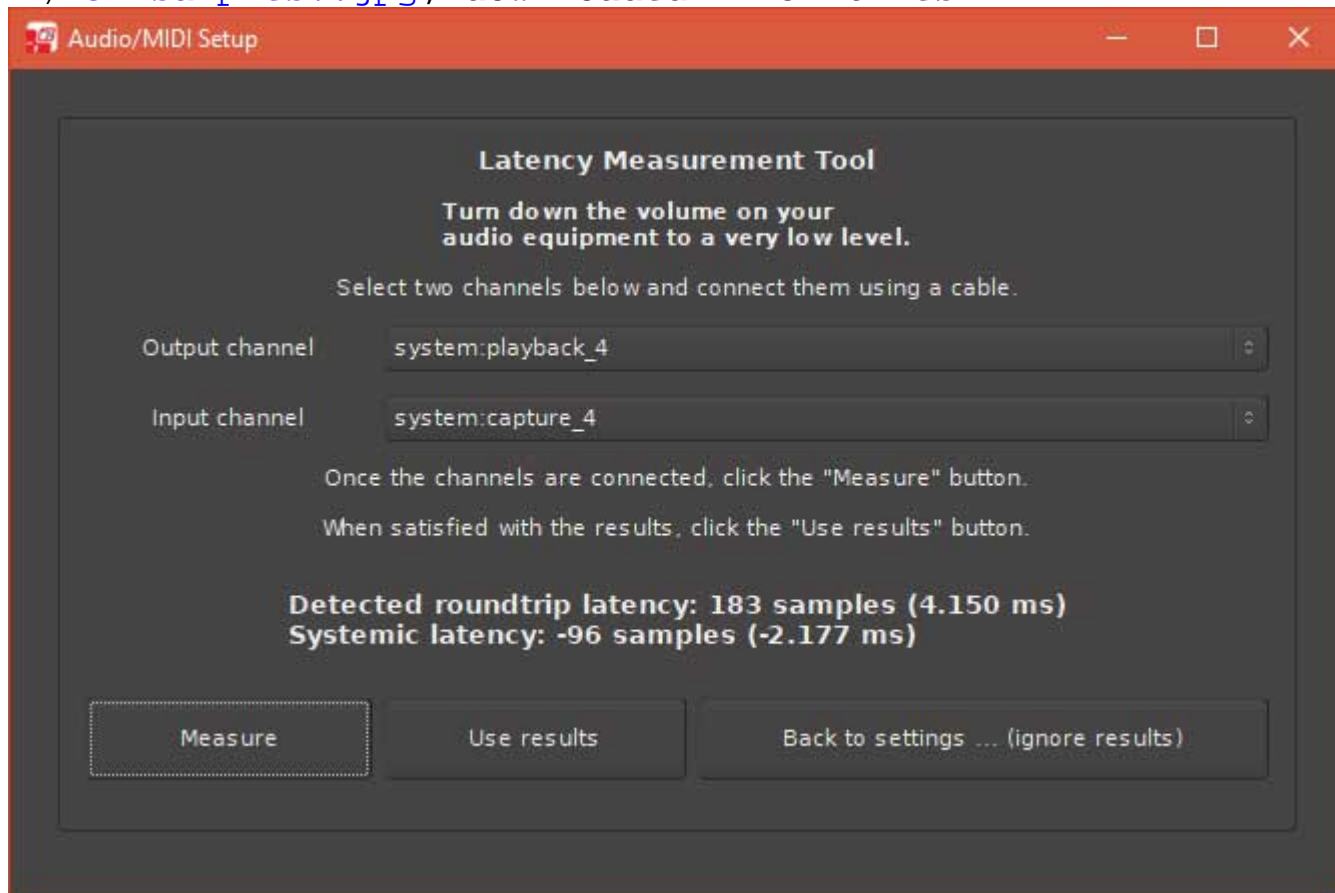 Audio/MIDI Setup
Latency Measurement Tool
Turn down the volume on your
audio equipment to a very low level.
Select two channels below and connect them using a cable.
Output channel system:playback_4
Input channel system:capture_4
Once the channels are connected, click the "Measure" button.
When satisfied with the results, click the "Use results" button.
Detected roundtrip latency: 183 samples (4.150 ms)
Systemic latency: -96 samples (-2.177 ms)
Measure Use results Back to settings ... (ignore results)